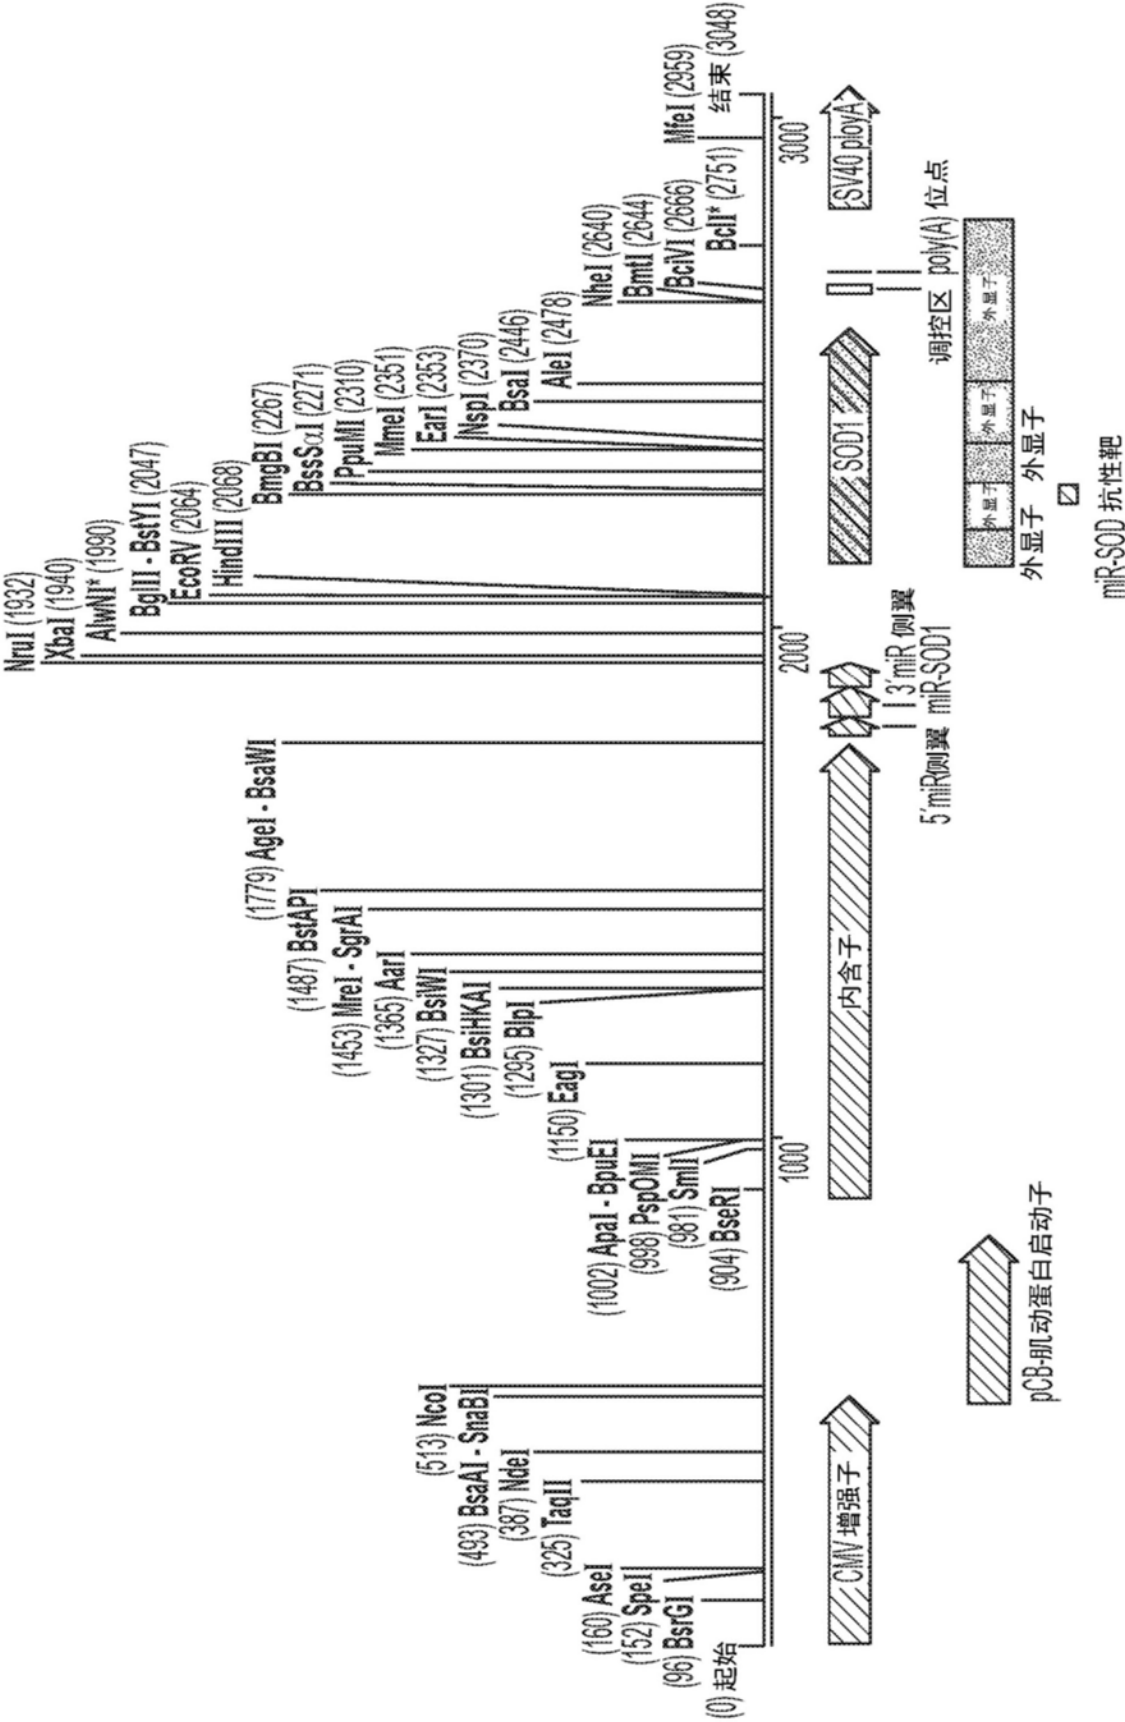 (0) 起始
(96) BsrGI
(152) SpeI
(160) AseI
(325) TaqII
(387) NdeI
(493) BsaAI - SnaBI
(513) NcoI
(904) BseRI
(981) SmlI
(998) PspOMI
(1002) ApaI - BpuEI
(1150) EagI
(1295) BlpI
(1301) BsiHKAI
(1327) BsiWI
(1365) AarI
(1453) MreI - SgrAI
(1487) BstAPI
(1779) AgeI - BsaWI
NruI (1932)
XbaI (1940)
AlwNI* (1990)
BglII - BstYI (2047)
EcoRV (2064)
HindIII (2068)
BmgBI (2267)
BssSαI (2271)
PpuMI (2310)
MmeI (2351)
EarI (2353)
NspI (2370)
BsaI (2446)
AleI (2478)
NheI (2640)
BmtI (2644)
BciVI (2666)
BclI* (2751)
MfeI (2959)
结束 (3048)
1000
2000
3000
CMV 增强子
内含子
SOD1
SV40 ployA
5´miR侧翼
3´miR 侧翼
miR-SOD1
调控区
poly(A) 位点
pCB-肌动蛋白启动子
外显子
外显子
外显子
外显子
外显子
miR-SOD 抗性靶